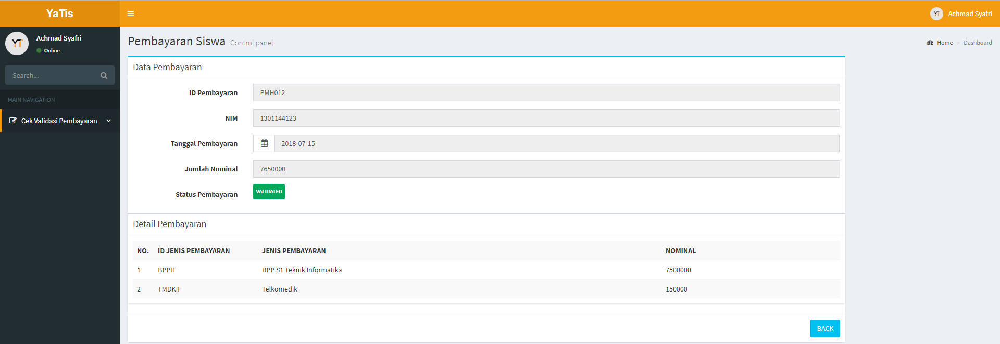 YaTis
YT Achmad Syafri
YT Achmad Syafri
Online
Search...
MAIN NAVIGATION
Cek Validasi Pembayaran
Pembayaran Siswa Control panel
Home > Dashboard
Data Pembayaran
ID Pembayaran PMH012
NIM 1301144123
Tanggal Pembayaran 2018-07-15
Jumlah Nominal 7650000
Status Pembayaran VALIDATED
Detail Pembayaran
NO. ID JENIS PEMBAYARAN JENIS PEMBAYARAN NOMINAL
1 BPPIF BPP S1 Teknik Informatika 7500000
2 TMDKIF Telkomedik 150000
BACK